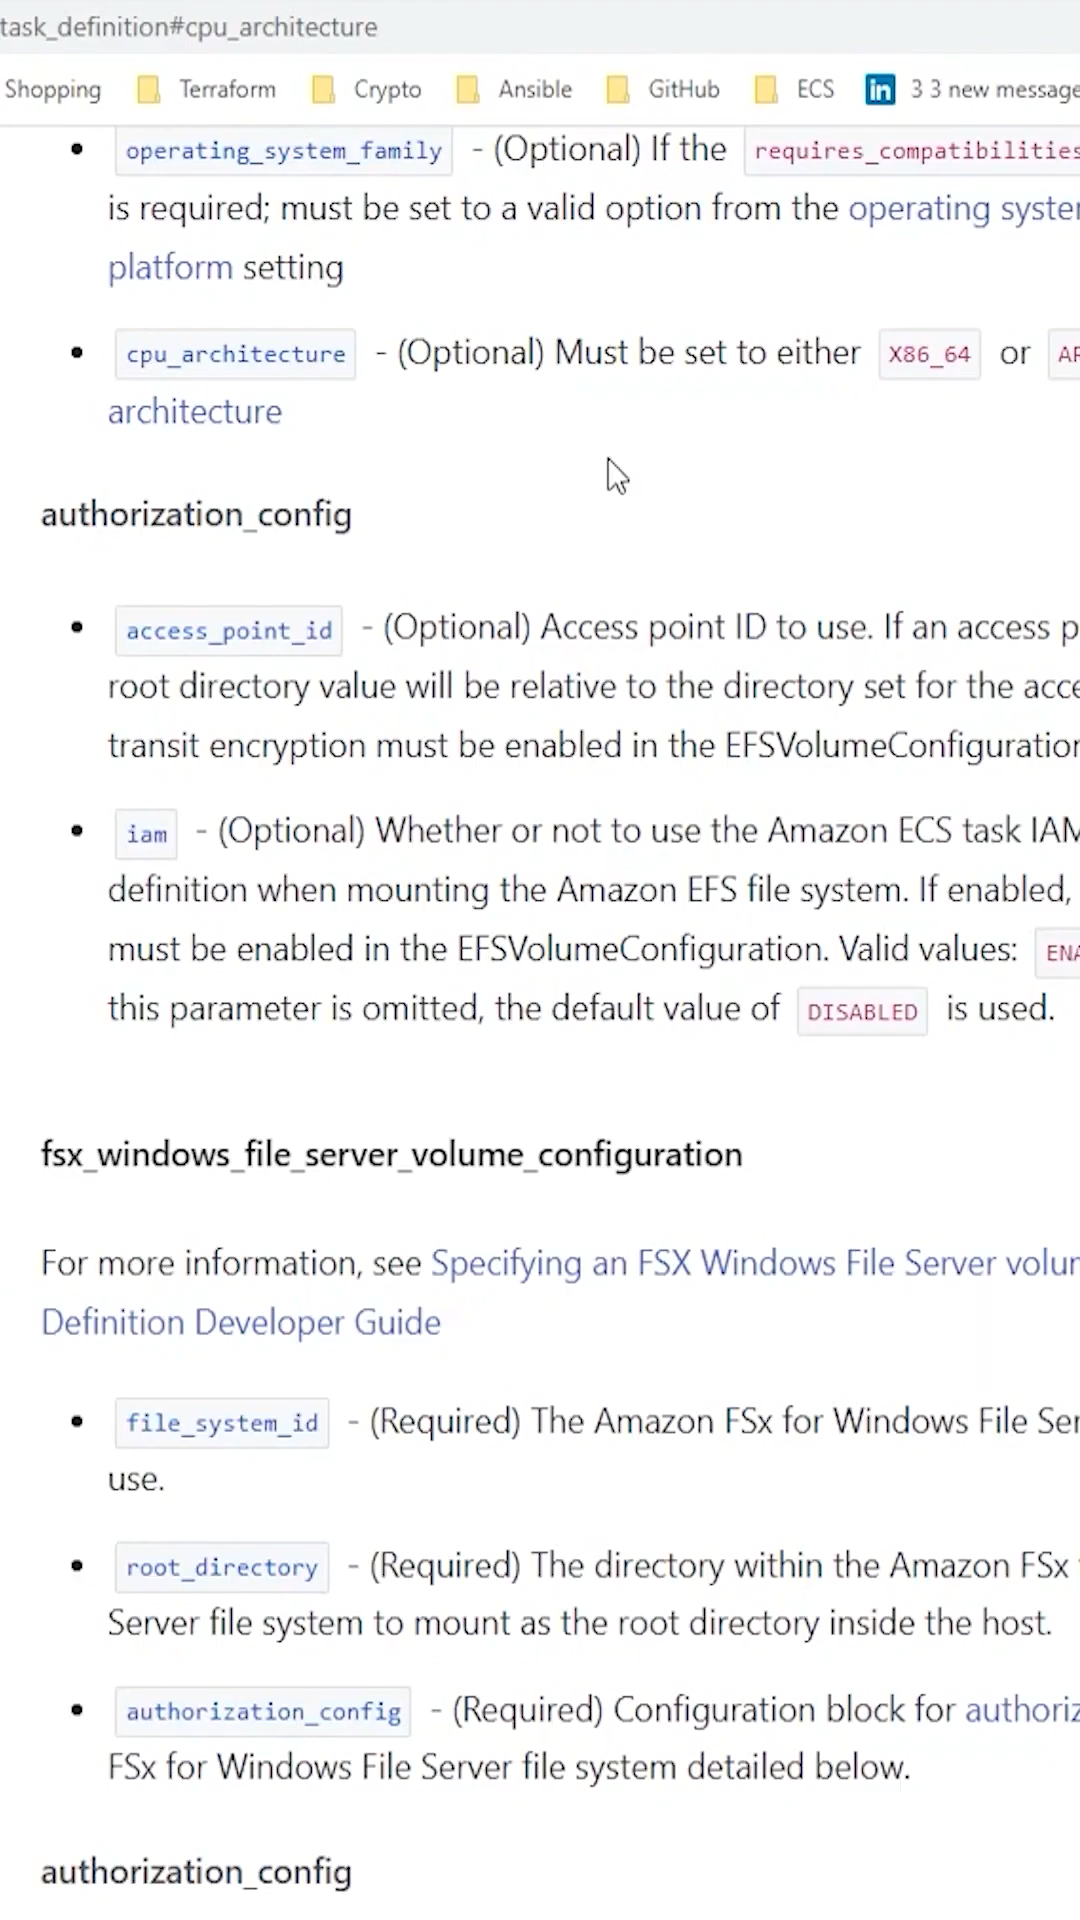 task_definition#cpu_architecture
Shopping Terraform Crypto Ansible GitHub ECS in 3 3 new message
operating_system_family - (Optional) If the requires_compatibilities
is required; must be set to a valid option from the operating
platform setting
cpu_architecture - (Optional) Must be set to either X86_64 or
architecture
authorization_config
access_point_id - (Optional) Access point ID to use. If an access
root directory value will be relative to the directory set for the
transit encryption must be enabled in the EFSVolumeConfiguration
iam - (Optional) Whether or not to use the Amazon ECS task IAM
definition when mounting the Amazon EFS file system. If enabled,
must be enabled in the EFSVolumeConfiguration. Valid values:
this parameter is omitted, the default value of DISABLED is used.
fsx_windows_file_server_volume_configuration
For more information, see Specifying an FSX Windows File Server
Definition Developer Guide
file_system_id - (Required) The Amazon FSx for Windows File
use.
root_directory - (Required) The directory within the Amazon FSx
Server file system to mount as the root directory inside the host.
authorization_config - (Required) Configuration block for
FSx for Windows File Server file system detailed below.
authorization_config